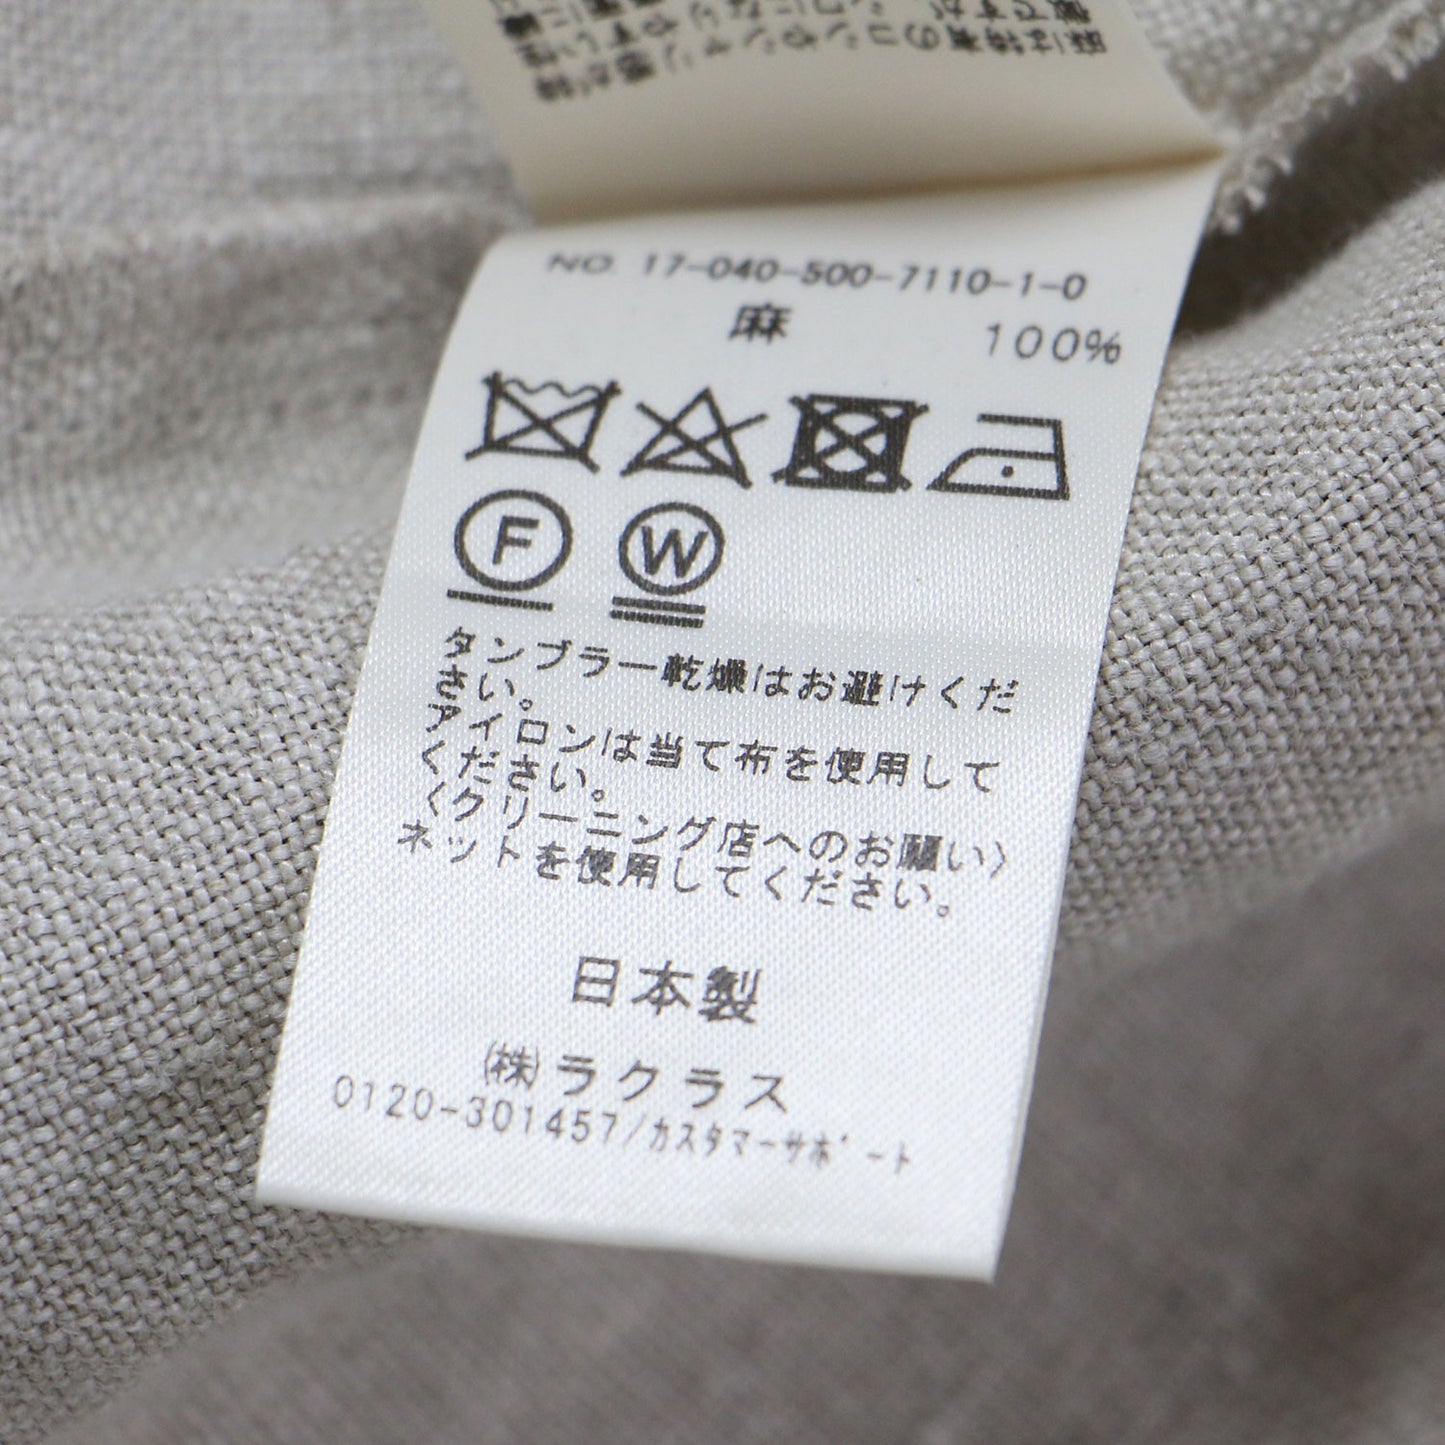 NO. 17-040-500-7110-1-0
麻 100%
F W
タンブラー乾燥はお避けくだ
さい。
アイロンは当て布を使用して
ください。
〈クリーニング店へのお願い〉
ネットを使用してください。
日本製
(株)ラクラス
0120-301457/カスタマーサポート